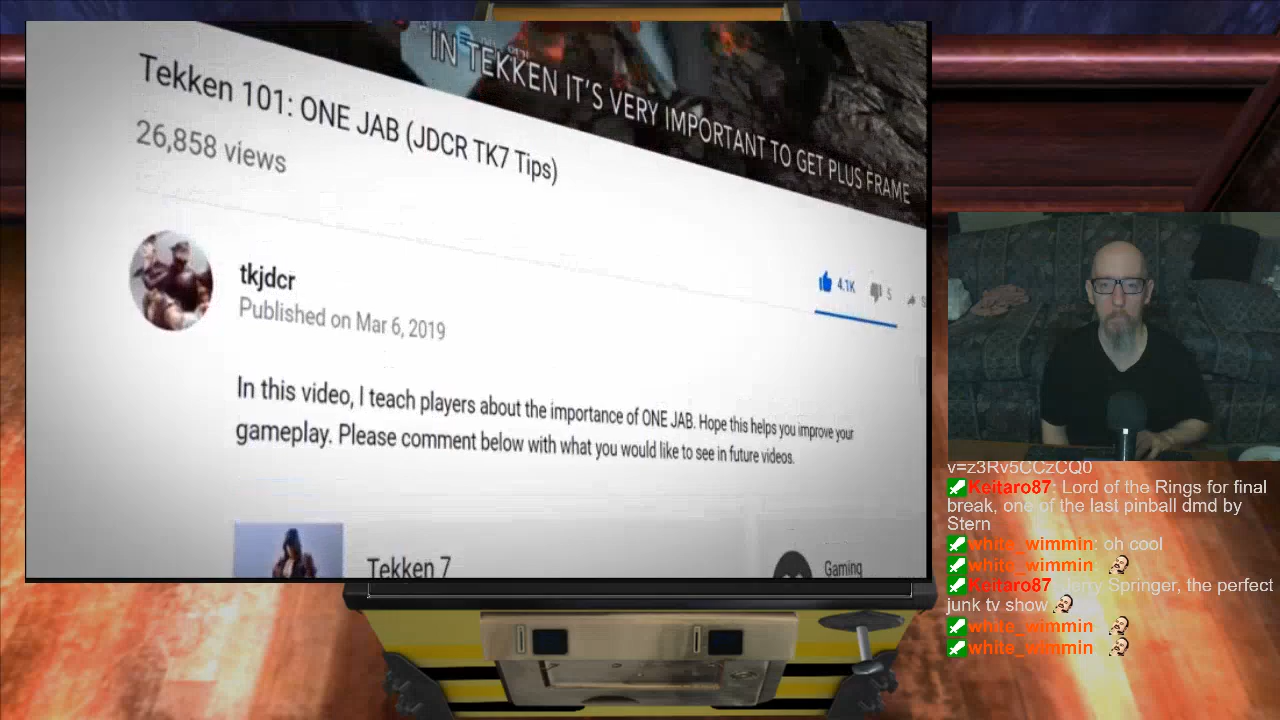 IN TEKKEN IT'S VERY IMPORTANT TO GET PLUS FRAME
Tekken 101: ONE JAB (JDCR TK7 Tips)
26,858 views
tkjdcr
Published on Mar 6, 2019
4.1K 5 S
In this video, I teach players about the importance of ONE JAB. Hope this helps you improve your
gameplay. Please comment below with what you would like to see in future videos.
Tekken 7
Gaming
v=z3Rv5CCzCQ0
Keitaro87: Lord of the Rings for final
break, one of the last pinball dmd by
Stern
white_wimmin: oh cool
white_wimmin
Keitaro87: Jerry Springer, the perfect
junk tv show
white_wimmin
white_wimmin